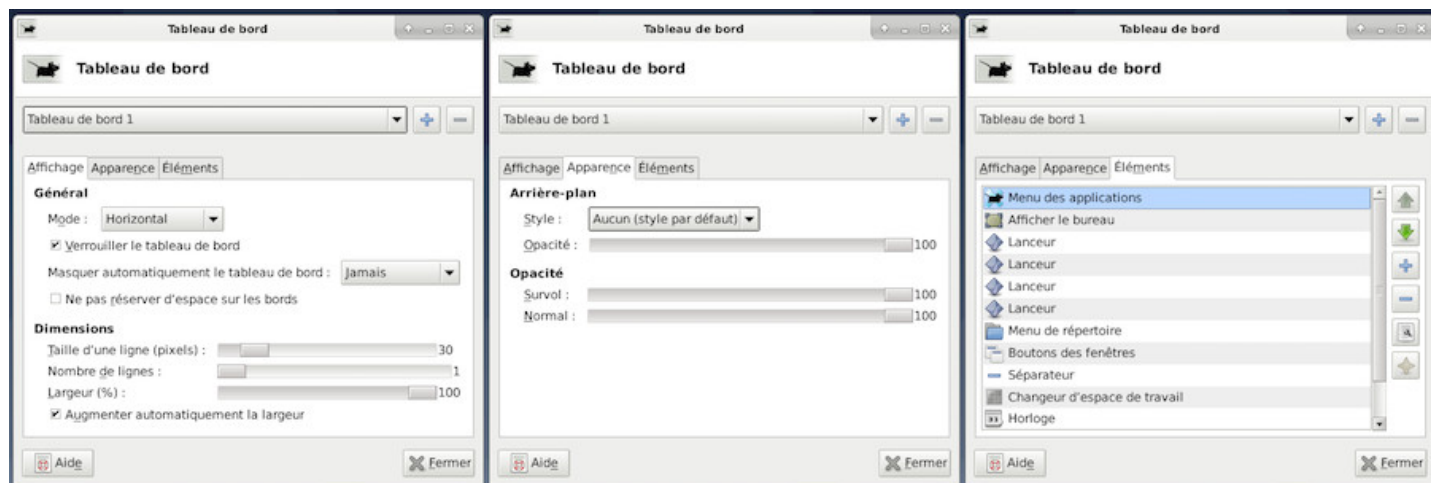 Tableau de bord
Tableau de bord
Tableau de bord 1
Affichage Apparence Éléments
Général
Mode : Horizontal
Verrouiller le tableau de bord
Masquer automatiquement le tableau de bord : Jamais
Ne pas réserver d'espace sur les bords
Dimensions
Taille d'une ligne (pixels) : 30
Nombre de lignes : 1
Largeur (%) : 100
Augmenter automatiquement la largeur
Aide Fermer
Tableau de bord
Tableau de bord
Tableau de bord 1
Affichage Apparence Éléments
Arrière-plan
Style : Aucun (style par défaut)
Opacité : 100
Opacité
Survol : 100
Normal : 100
Aide Fermer
Tableau de bord
Tableau de bord
Tableau de bord 1
Affichage Apparence Éléments
Menu des applications
Afficher le bureau
Lanceur
Lanceur
Lanceur
Lanceur
Menu de répertoire
Boutons des fenêtres
Séparateur
Changeur d'espace de travail
Horloge
Aide Fermer